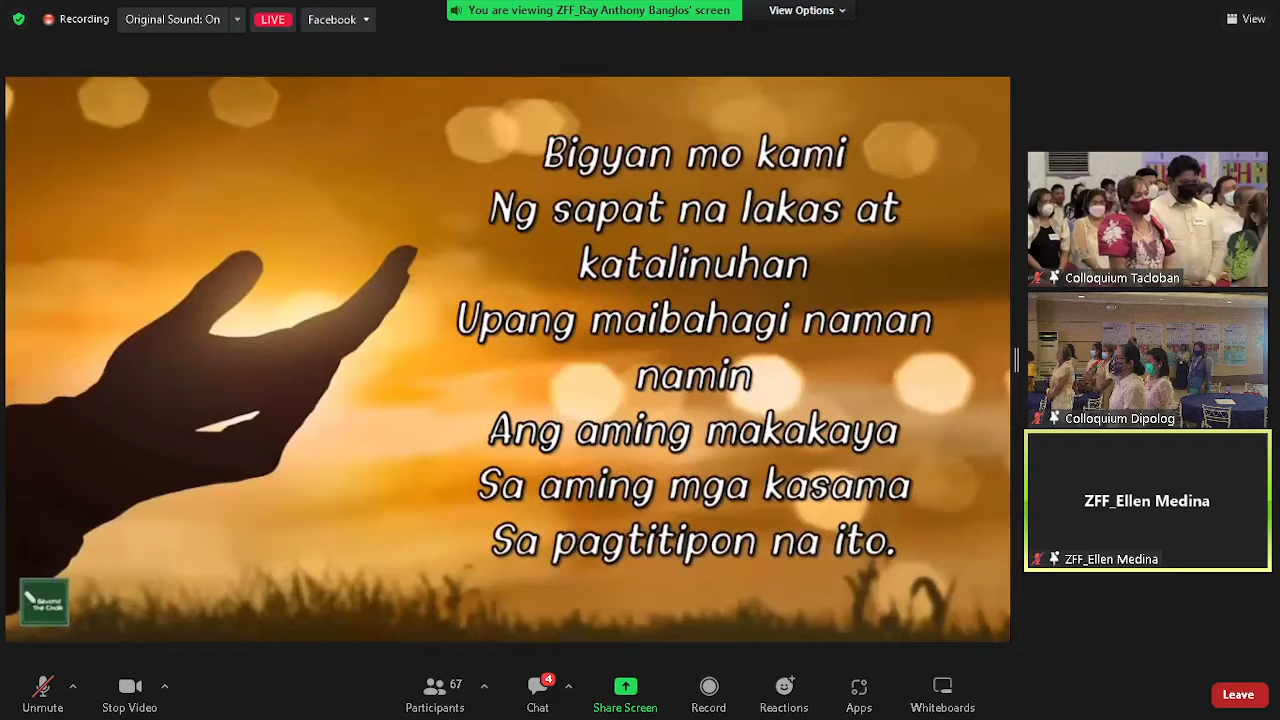 Recording
Original Sound: On
LIVE
Facebook
You are viewing ZFF_Ray Anthony Banglos' screen
View Options
View
Bigyan mo kami
Ng sapat na lakas at
katalinuhan
Upang maibahagi naman
namin
Ang aming makakaya
Sa aming mga kasama
Sa pagtitipon na ito.
Beyond
The Chalk
Colloquium Tacloban
Colloquium Dipolog
ZFF_Ellen Medina
ZFF_Ellen Medina
Unmute
Stop Video
67
Participants
4
Chat
Share Screen
Record
Reactions
Apps
Whiteboards
Leave